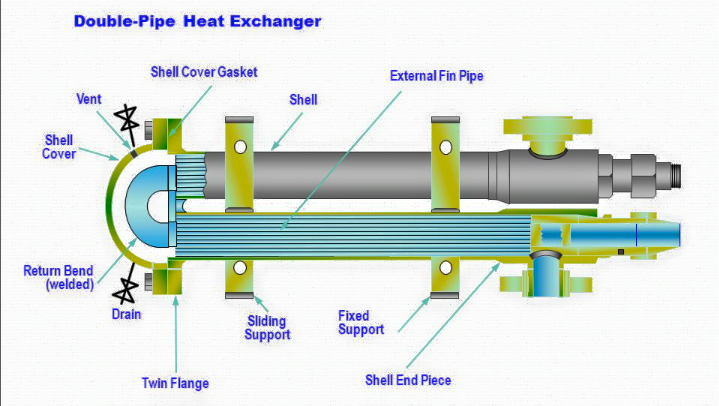 Double-Pipe Heat Exchanger
Shell Cover Gasket
External Fin Pipe
Vent
Shell
Shell
Cover
Return Bend
(welded)
Drain
Sliding
Support
Fixed
Support
Twin Flange
Shell End Piece